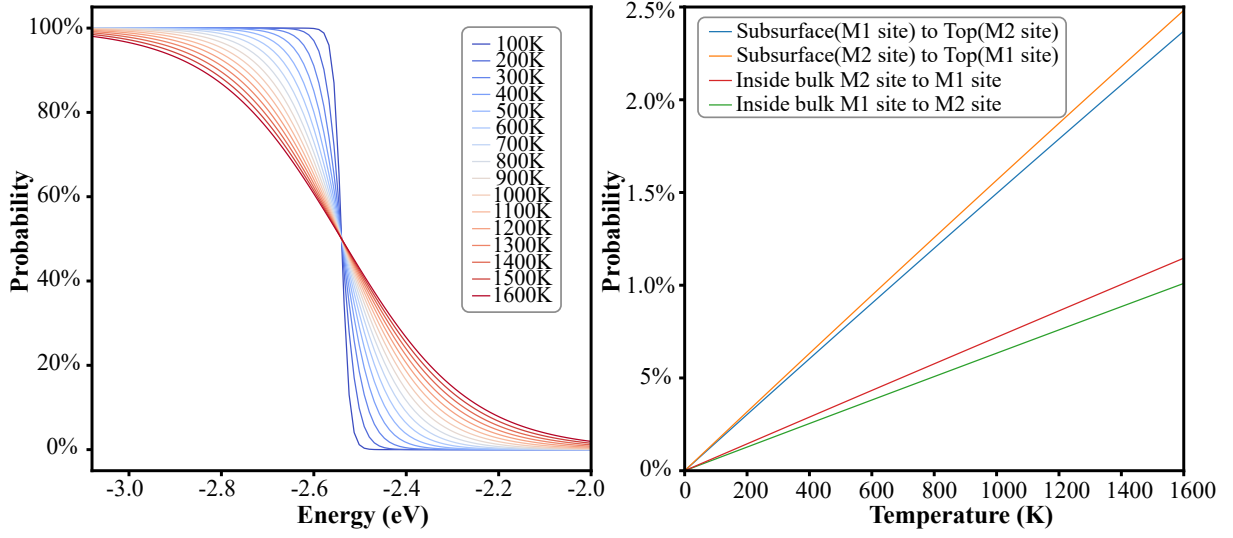 100%
80%
60%
40%
20%
0%
Probability
-3.0
-2.8
-2.6
-2.4
-2.2
-2.0
Energy (eV)
100K
200K
300K
400K
500K
600K
700K
800K
900K
1000K
1100K
1200K
1300K
1400K
1500K
1600K
2.5%
2.0%
1.5%
1.0%
5%
0%
Probability
0
200
400
600
800
1000
1200
1400
1600
Temperature (K)
Subsurface(M1 site) to Top(M2 site)
Subsurface(M2 site) to Top(M1 site)
Inside bulk M2 site to M1 site
Inside bulk M1 site to M2 site